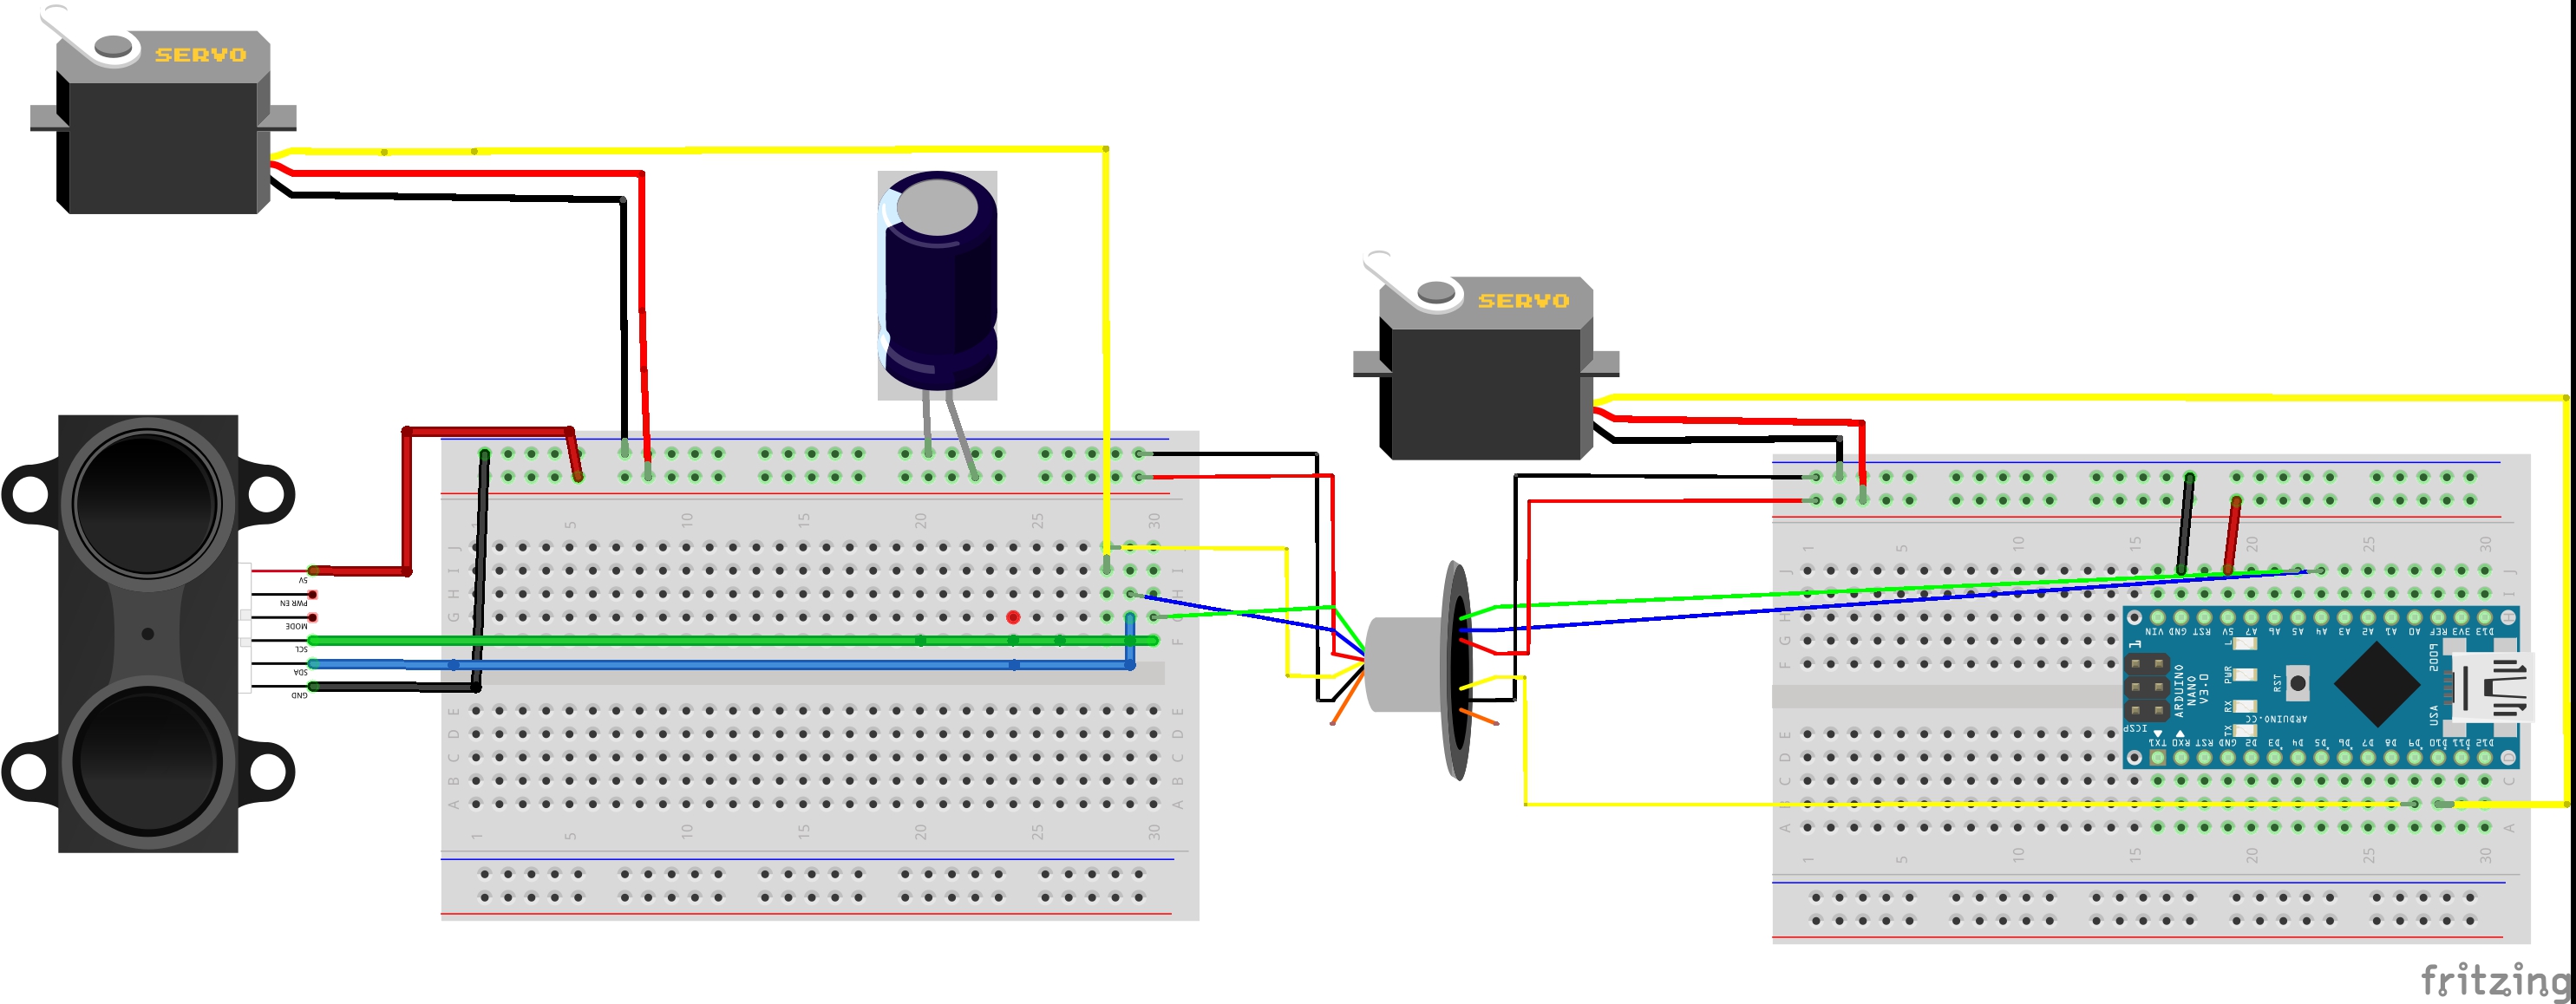 SERVO
SERVO
5V
PWR EN
MODE
SCL
SDA
GND
1 5 10 15 20 25 30
J J
I I
H H
G G
F F
E E
D D
C C
B B
A A
1 5 10 15 20 25 30
1 5 10 15 20 25 30
J J
I I
H
G
F
E
D
C C
B
A A
1 5 10 15 20 25 30
VIN GND RST 5V A7 A6 A5 A4 A3 A2 A1 A0 REF 3V3 D13
1
L
PWR
RX
TX
RST
ARDUINO
NANO
V3.0
ICSP
ARDUINO.CC
USA
TX1 RX0 RST GND D2 D3 D4 D5 D6 D7 D8 D9 D10 D11 D12
fritzing